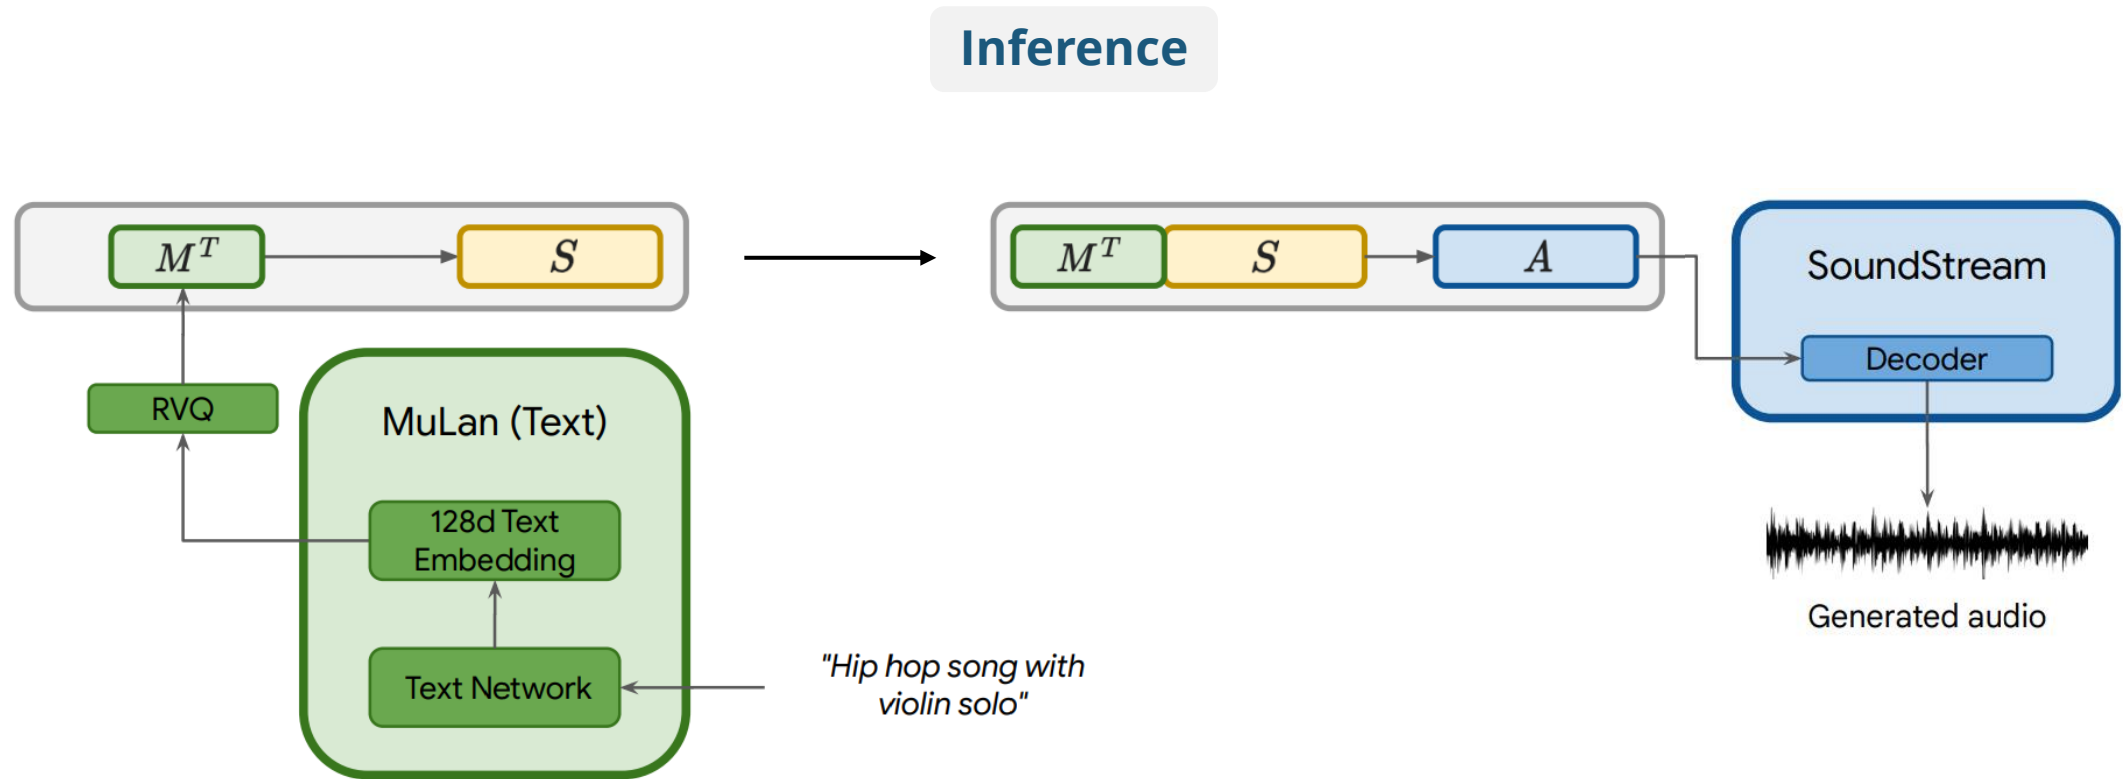 Inference
M^T
S
M^T
S
A
SoundStream
Decoder
RVQ
MuLan (Text)
128d Text
Embedding
Text Network
"Hip hop song with
violin solo"
Generated audio